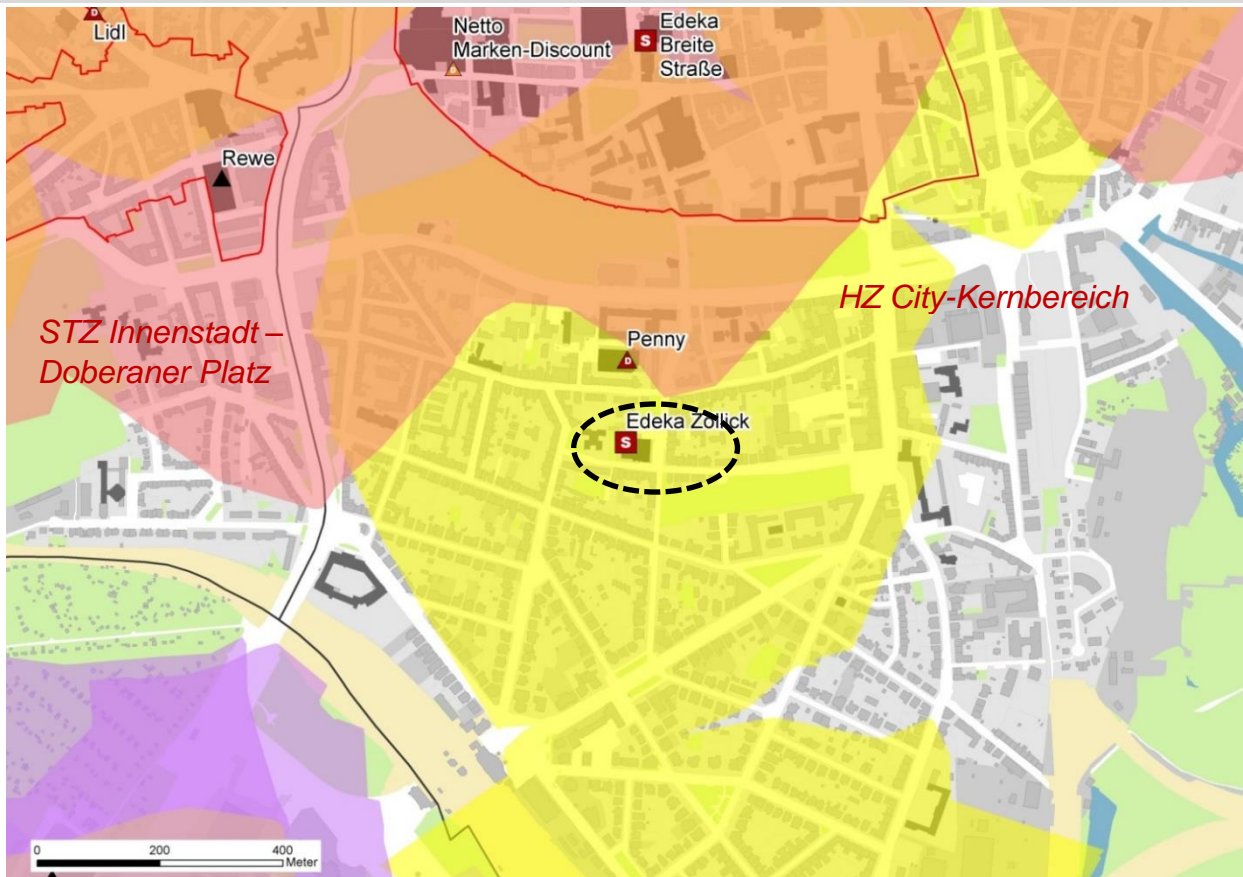 D
Lidl
Netto
Marken-Discount
S
Edeka
Breite
Straße
Rewe
HZ City-Kernbereich
STZ Innenstadt –
Doberaner Platz
Penny
D
Edeka Zollick
S
0 200 400
Meter